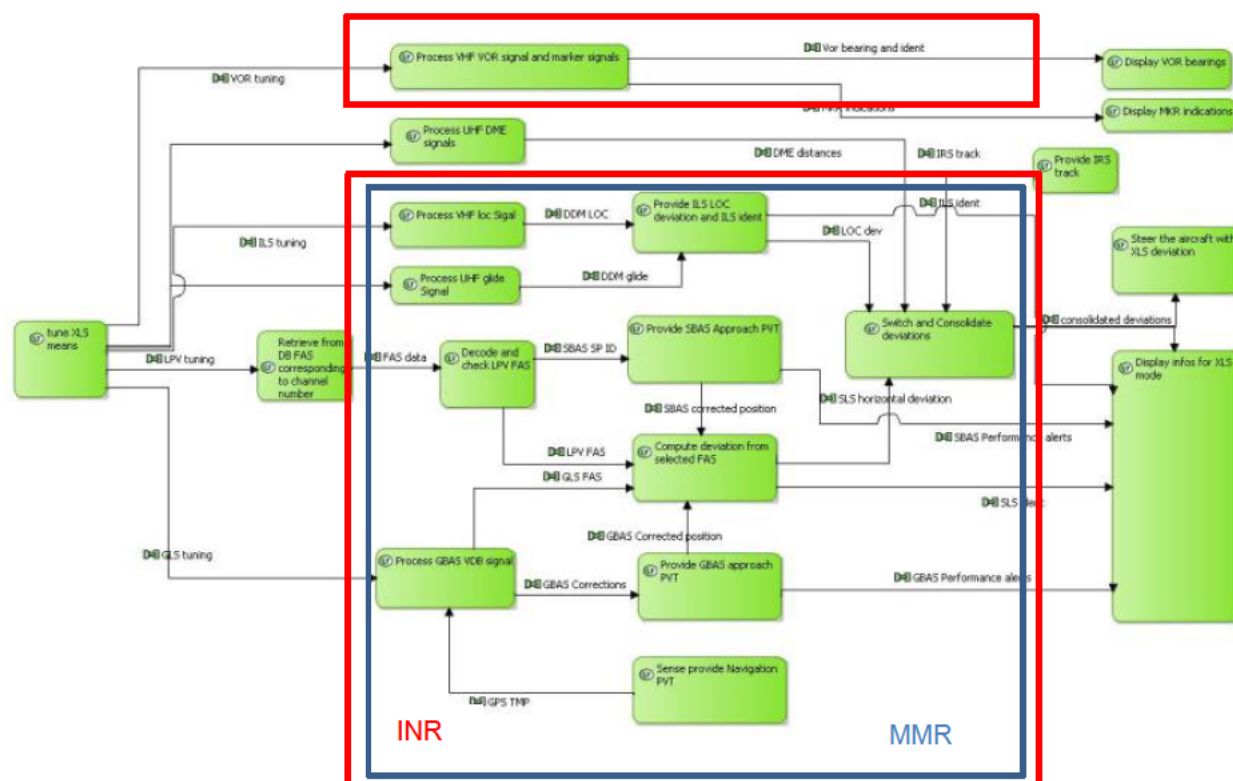 Process VHF VOR signal and marker signals
Vor bearing and ident
Display VOR bearings
VOR tuning
MKR indications
Display MKR indications
Process UHF DME
signals
DME distances
IRS track
Provide IRS
track
Process VHF loc Sigal
DDM LOC
Provide ILS LOC
deviation and ILS ident
ILS ident
ILS tuning
LOC dev
Steer the aircraft with
XLS deviation
Process UHF glide
Signal
DDM glide
tune XLS
means
Provide SBAS Approach PVT
Switch and Consolidate
deviations
consolidated deviations
LPV tuning
Retrieve from
DB FAS
corresponding
to channel
number
FAS data
Decode and
check LPV FAS
SBAS SP ID
Display infos for XLS
mode
SBAS corrected position
SLS horizontal deviation
SBAS Performance alerts
LPV FAS
Compute deviation from
selected FAS
GLS FAS
SLS
GBAS Corrected position
GLS tuning
Process GBAS VDB signal
GBAS Corrections
Provide GBAS approach
PVT
GBAS Performance alerts
Sense provide Navigation
PVT
GPS TMP
INR
MMR